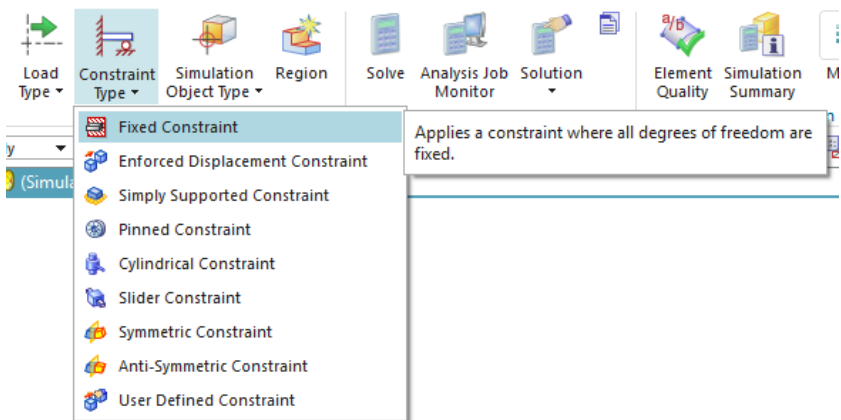 Load
Type
Constraint
Type
Simulation
Object Type
Region
Solve
Analysis Job
Monitor
Solution
Element
Quality
Simulation
Summary
M
a/b
n
y
(Simula
Fixed Constraint
Applies a constraint where all degrees of freedom are
fixed.
Enforced Displacement Constraint
Simply Supported Constraint
Pinned Constraint
Cylindrical Constraint
Slider Constraint
Symmetric Constraint
Anti-Symmetric Constraint
User Defined Constraint